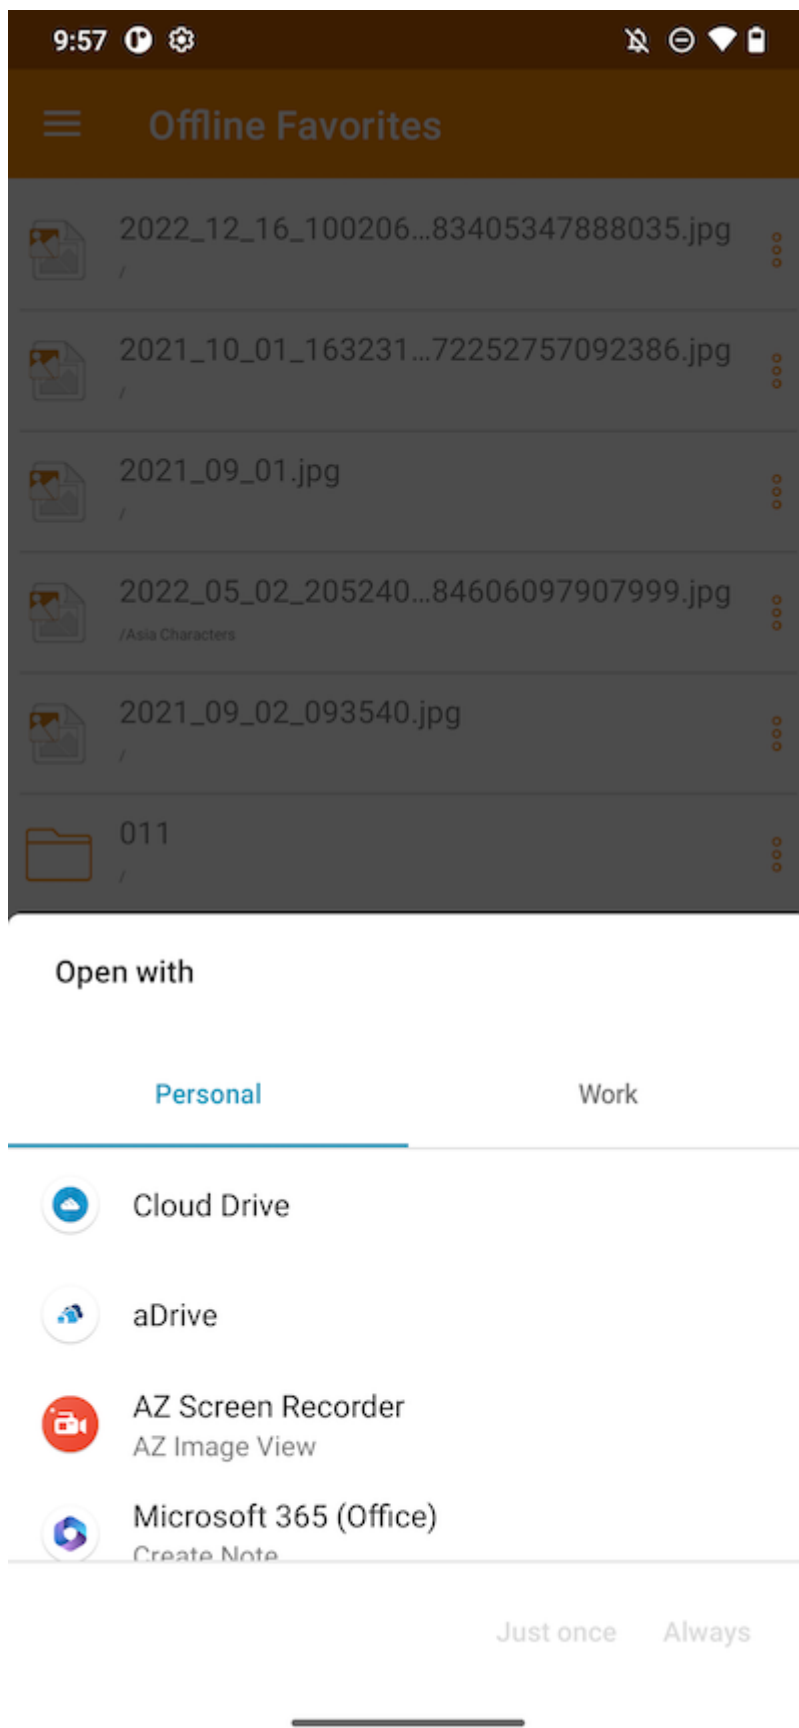 9:57
Offline Favorites
2022_12_16_100206...83405347888035.jpg
/
2021_10_01_163231...72252757092386.jpg
/
2021_09_01.jpg
/
2022_05_02_205240...84606097907999.jpg
/Asia Characters
2021_09_02_093540.jpg
/
011
/
Open with
Personal
Work
Cloud Drive
aDrive
AZ Screen Recorder
AZ Image View
Microsoft 365 (Office)
Create Note
Just once
Always